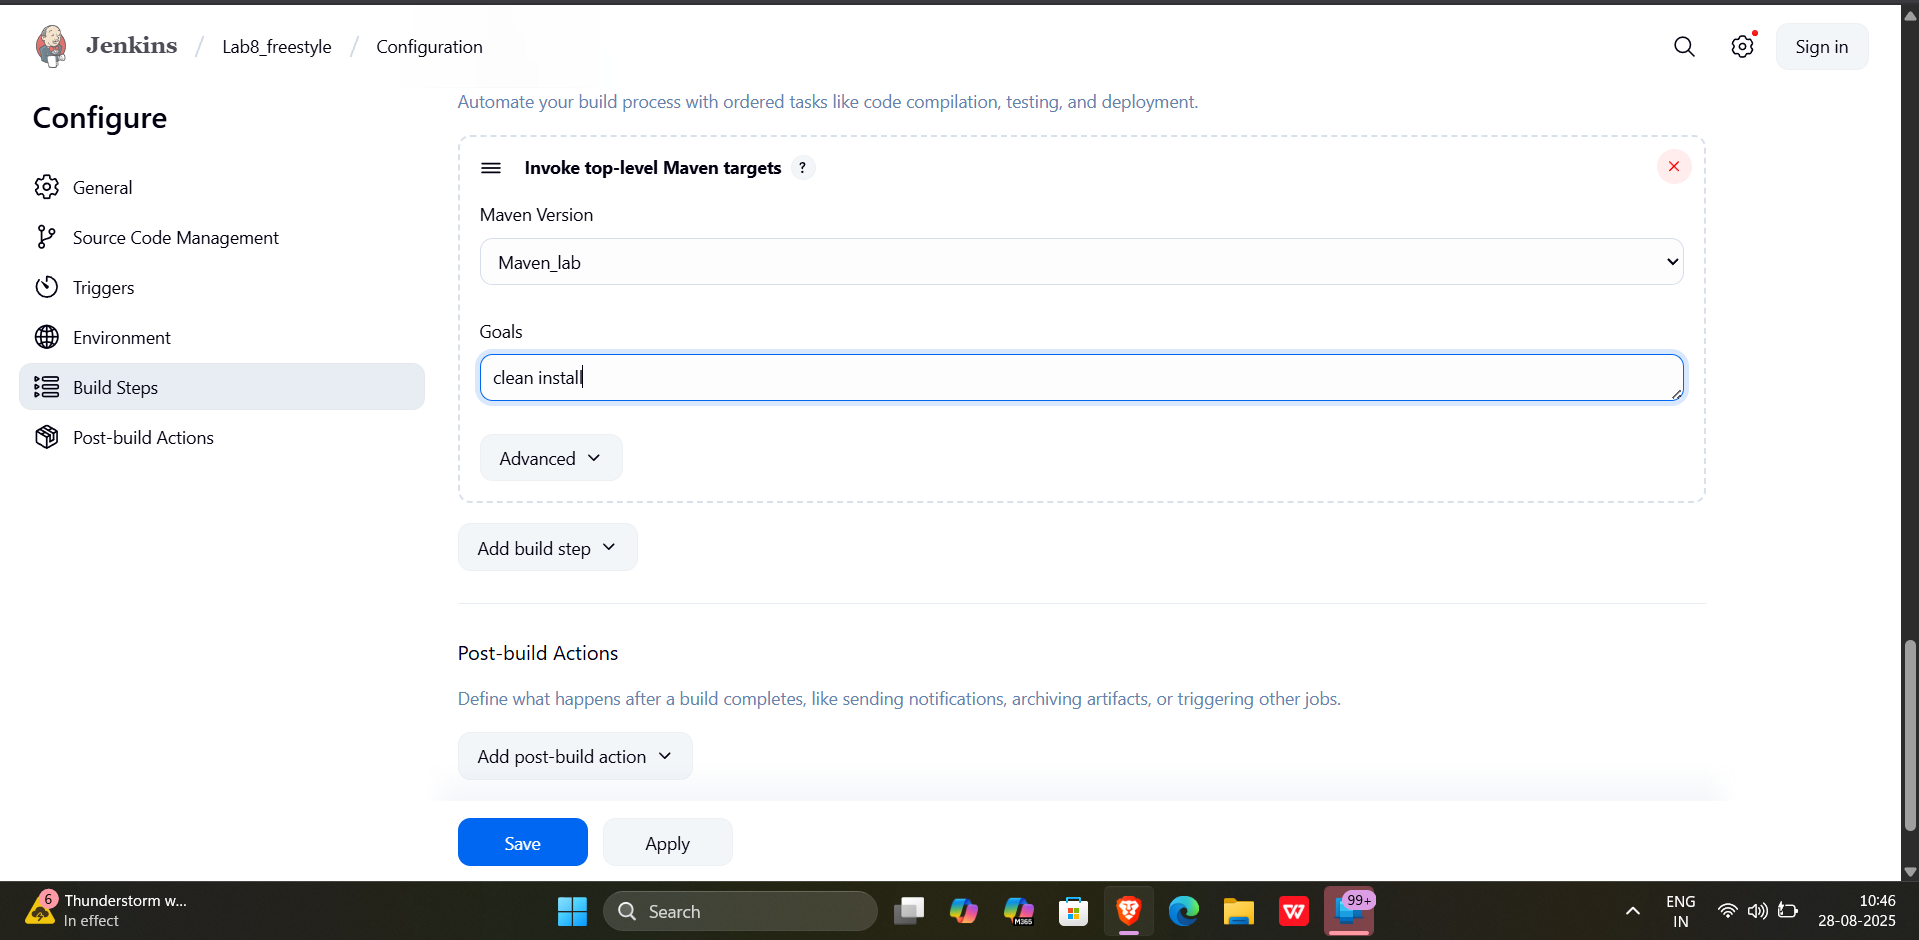 Jenkins / Lab8_freestyle / Configuration
Sign in
Configure
General
Source Code Management
Triggers
Environment
Build Steps
Post-build Actions
Automate your build process with ordered tasks like code compilation, testing, and deployment.
Invoke top-level Maven targets ?
Maven Version
Maven_lab
Goals
clean install
Advanced
Add build step
Post-build Actions
Define what happens after a build completes, like sending notifications, archiving artifacts, or triggering other jobs.
Add post-build action
Save
Apply
6
Thunderstorm w...
In effect
Search
M365
W
99+
ENG
IN
10:46
28-08-2025